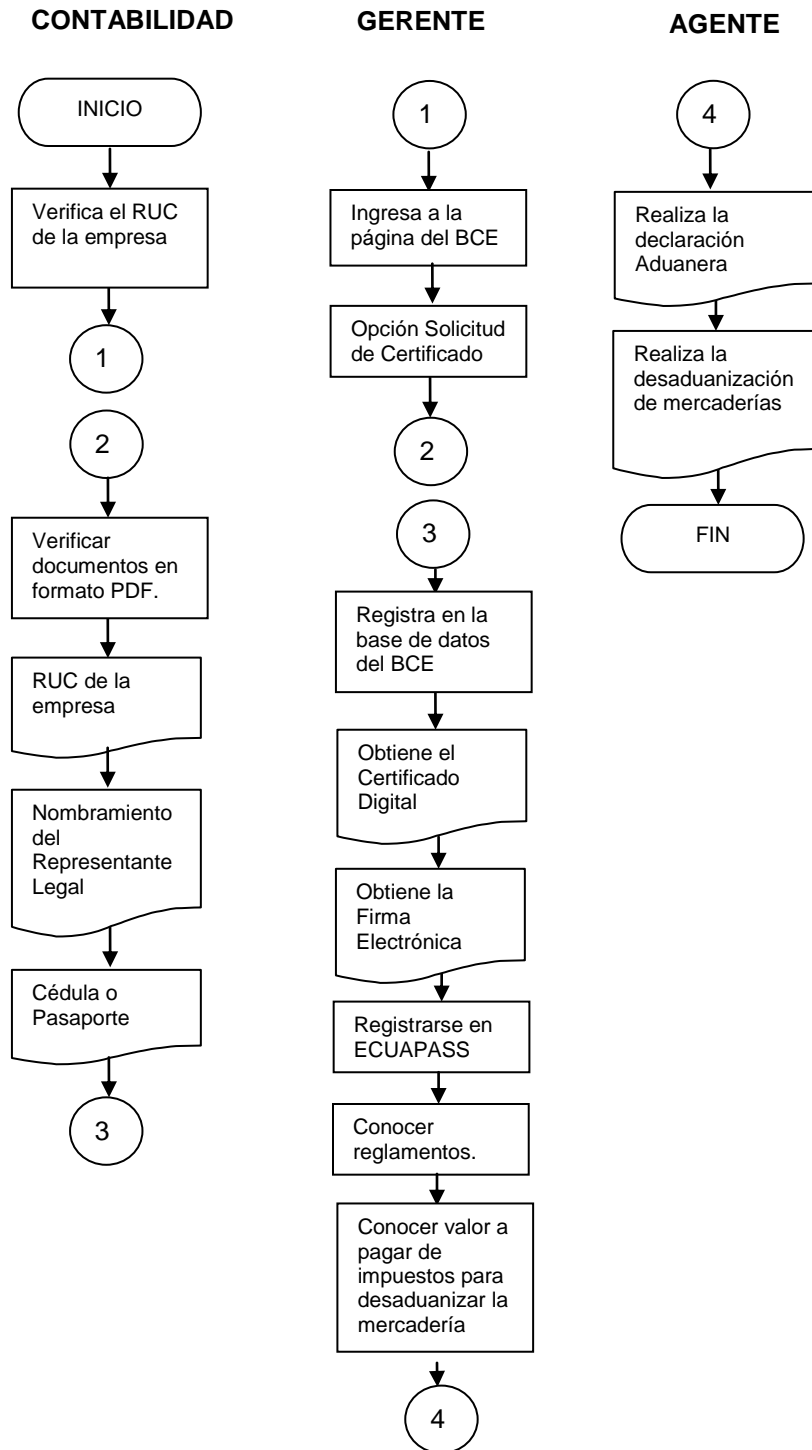 CONTABILIDAD
INICIO
Verifica el RUC
de la empresa
1
2
Verificar
documentos en
formato PDF.
RUC de la
empresa
Nombramiento
del
Representante
Legal
Cédula o
Pasaporte
3
GERENTE
1
Ingresa a la
página del BCE
Opción Solicitud
de Certificado
2
3
Registra en la
base de datos
del BCE
Obtiene el
Certificado
Digital
Obtiene la
Firma
Electrónica
Registrarse en
ECUAPASS
Conocer
reglamentos.
Conocer valor a
pagar de
impuestos para
desaduanizar la
mercadería
4
AGENTE
4
Realiza la
declaración
Aduanera
Realiza la
desaduanización
de mercaderías
FIN